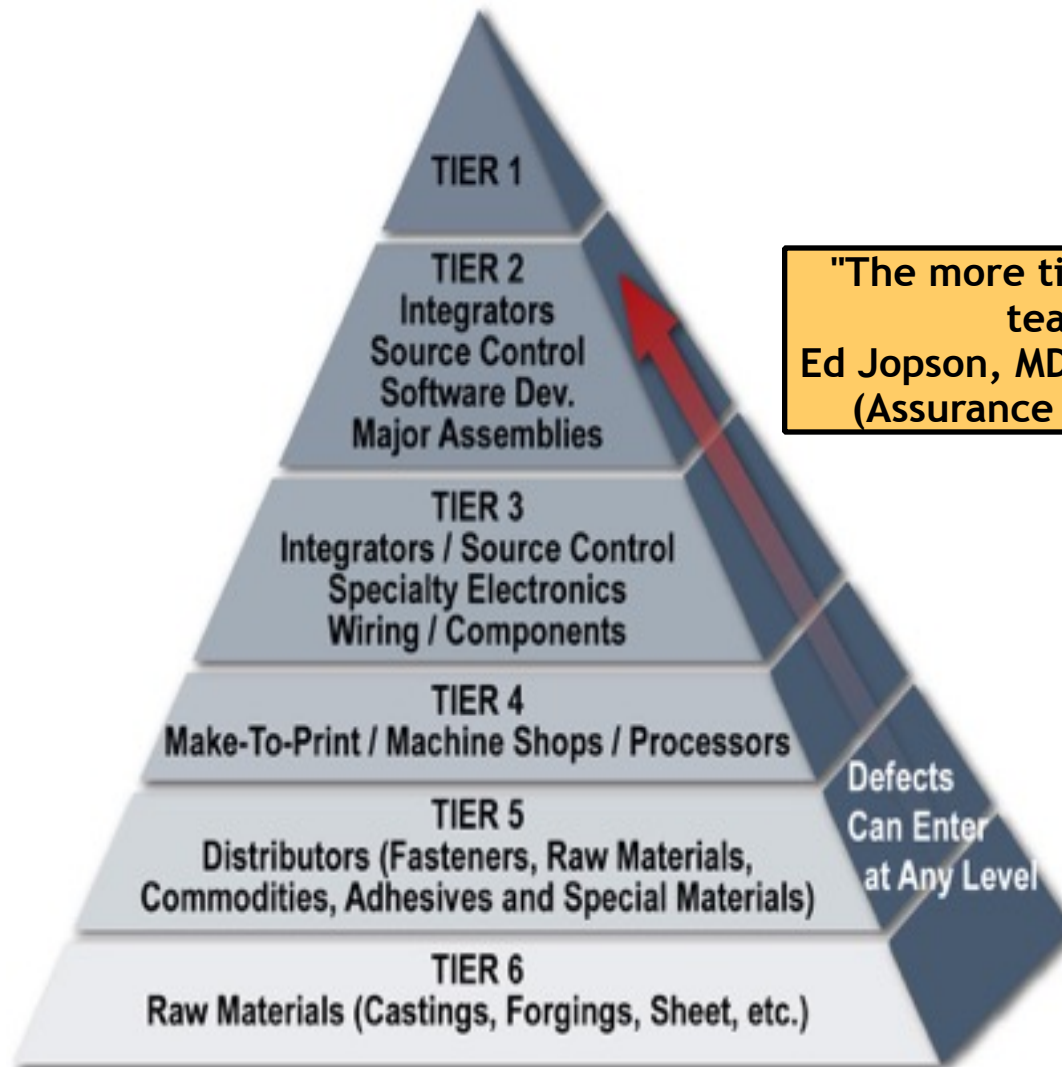 TIER 1
TIER 2
Integrators
Source Control
Software Dev.
Major Assemblies
"The more ti
tea
Ed Jopson, MD
(Assurance
TIER 3
Integrators / Source Control
Specialty Electronics
Wiring / Components
TIER 4
Make-To-Print / Machine Shops / Processors
Defects
Can Enter
at Any Level
TIER 5
Distributors (Fasteners, Raw Materials,
Commodities, Adhesives and Special Materials)
TIER 6
Raw Materials (Castings, Forgings, Sheet, etc.)